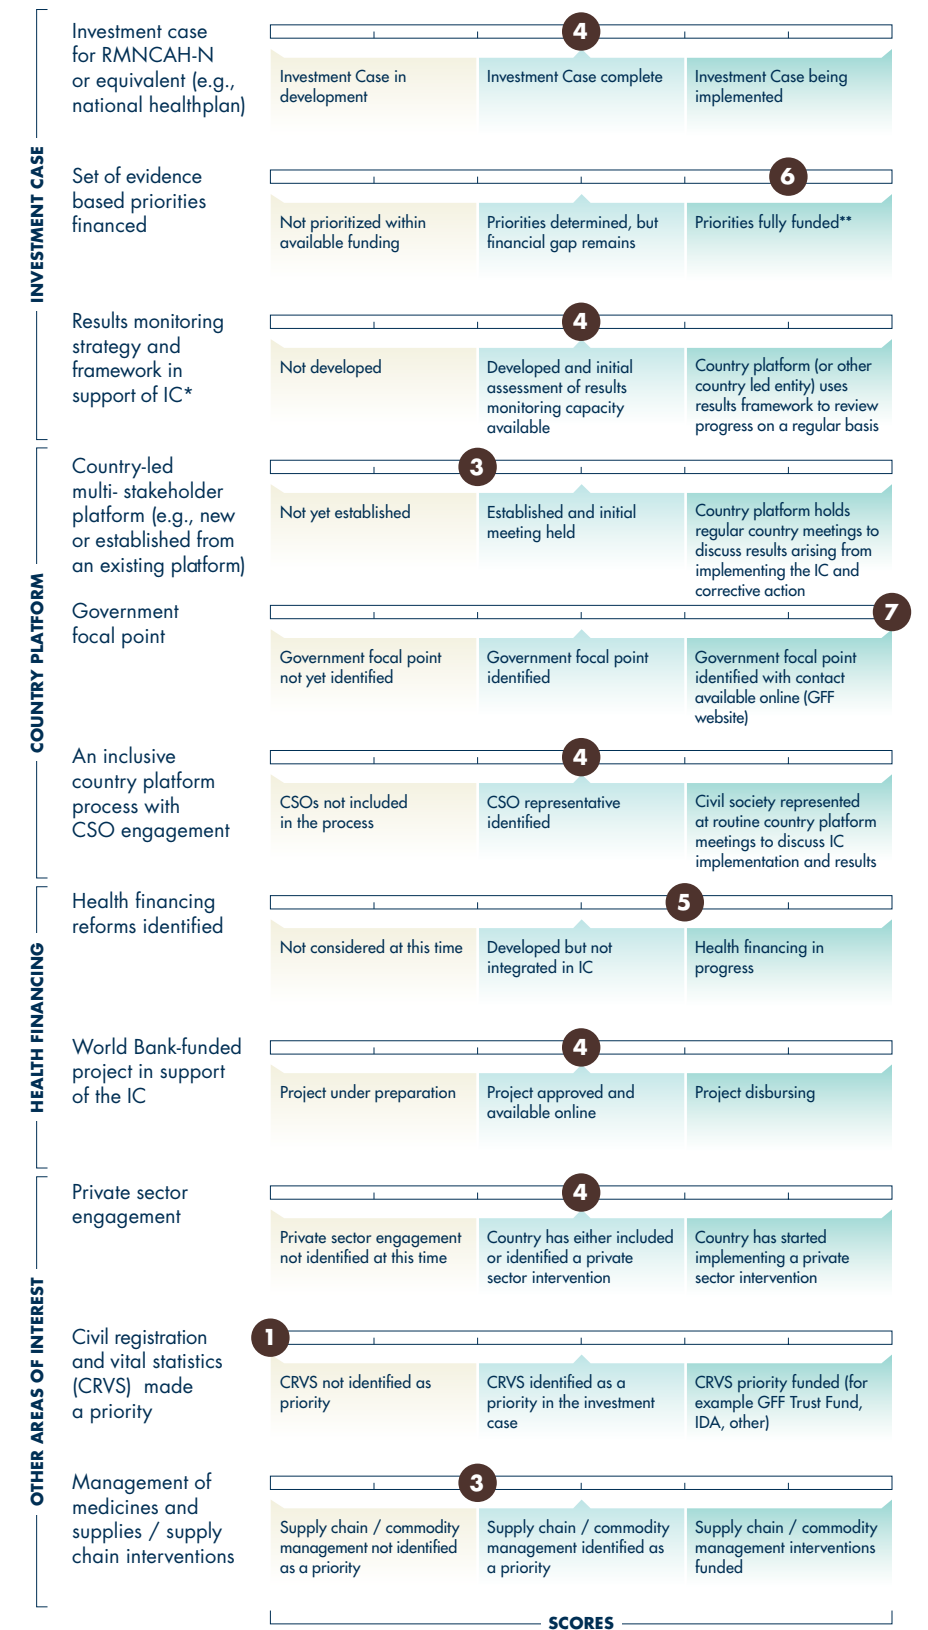 INVESTMENT CASE
Investment case
for RMNCAH-N
or equivalent (e.g.,
national healthplan)
4
Investment Case in
development
Investment Case complete
Investment Case being
implemented
Set of evidence
based priorities
financed
6
Not prioritized within
available funding
Priorities determined, but
financial gap remains
Priorities fully funded**
Results monitoring
strategy and
framework in
support of IC*
4
Not developed
Developed and initial
assessment of results
monitoring capacity
available
Country platform (or other
country led entity) uses
results framework to review
progress on a regular basis
COUNTRY PLATFORM
Country-led
multi- stakeholder
platform (e.g., new
or established from
an existing platform)
3
Not yet established
Established and initial
meeting held
Country platform holds
regular country meetings to
discuss results arising from
implementing the IC and
corrective action
Government
focal point
7
Government focal point
not yet identified
Government focal point
identified
Government focal point
identified with contact
available online (GFF
website)
An inclusive
country platform
process with
CSO engagement
4
CSOs not included
in the process
CSO representative
identified
Civil society represented
at routine country platform
meetings to discuss IC
implementation and results
HEALTH FINANCING
Health financing
reforms identified
5
Not considered at this time
Developed but not
integrated in IC
Health financing in
progress
World Bank-funded
project in support
of the IC
4
Project under preparation
Project approved and
available online
Project disbursing
OTHER AREAS OF INTEREST
Private sector
engagement
4
Private sector engagement
not identified at this time
Country has either included
or identified a private
sector intervention
Country has started
implementing a private
sector intervention
Civil registration
and vital statistics
(CRVS) made
a priority
1
CRVS not identified as
priority
CRVS identified as a
priority in the investment
case
CRVS priority funded (for
example GFF Trust Fund,
IDA, other)
Management of
medicines and
supplies / supply
chain interventions
3
Supply chain / commodity
management not identified
as a priority
Supply chain / commodity
management identified as
a priority
Supply chain / commodity
management interventions
funded
SCORES